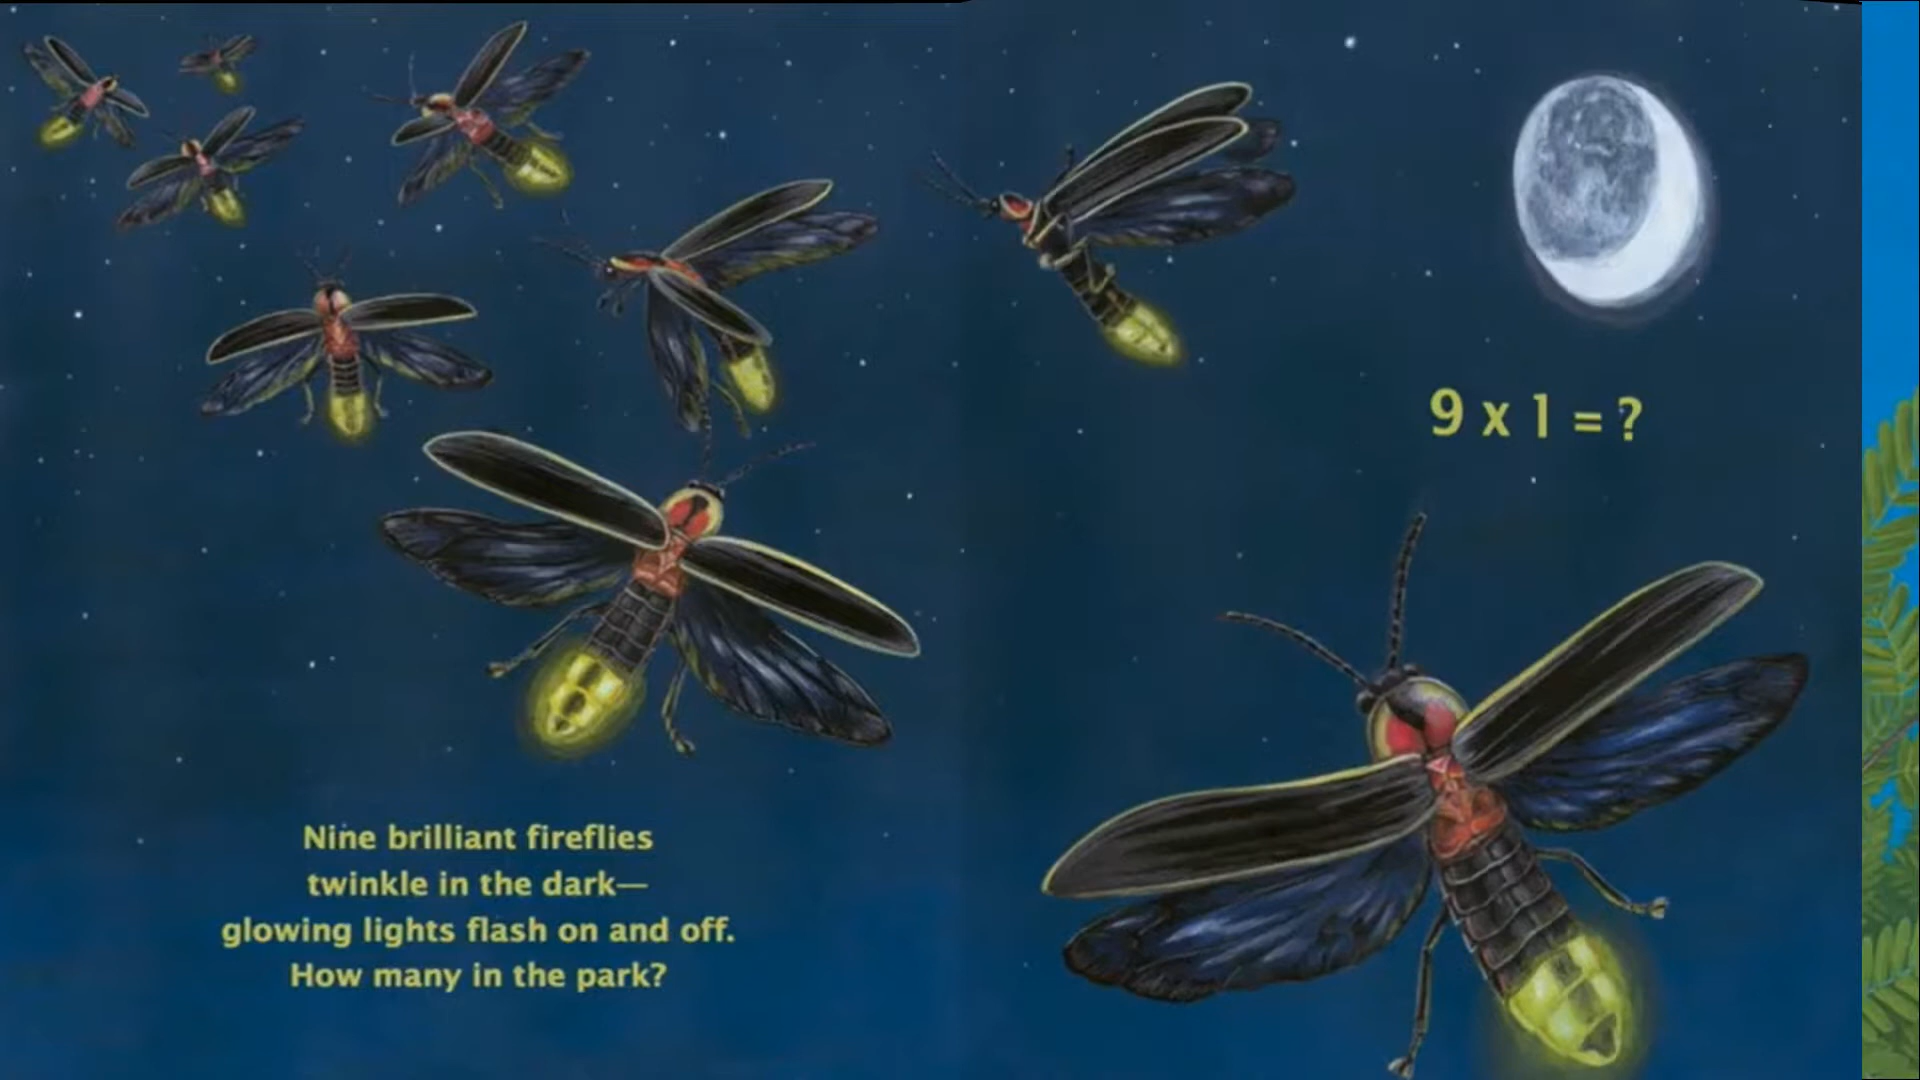 Nine brilliant fireflies
twinkle in the dark—
glowing lights flash on and off.
How many in the park?
9 x 1 = ?